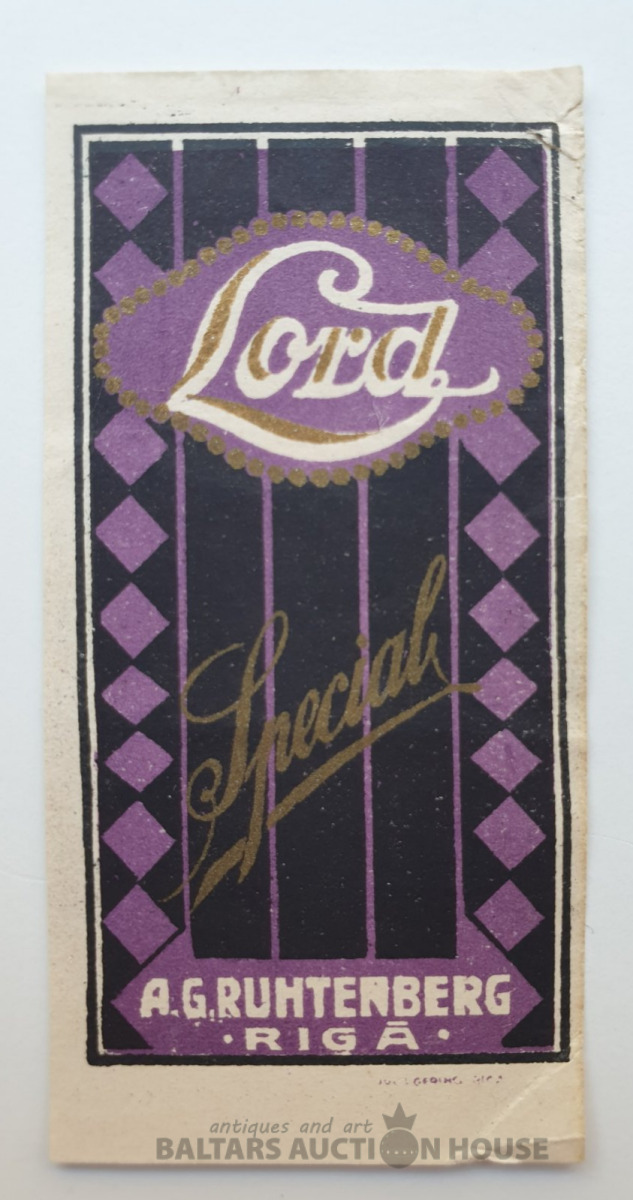 Lord
Special
A.G.RUHTENBERG
·RIGĀ·
antiques and art
BALTARS AUCTION HOUSE